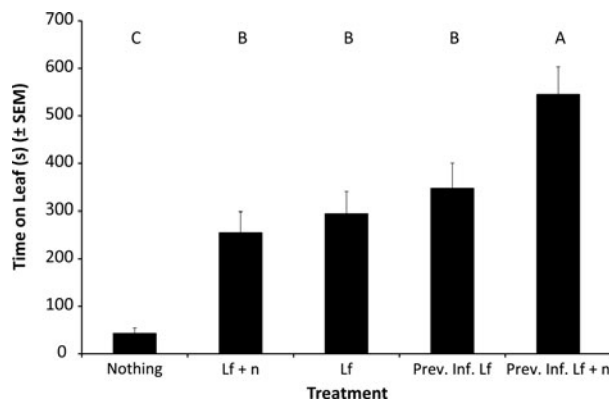 700
600
500
400
300
200
100
0
Time on Leaf (s) (± SEM)
C B B B A
Nothing Lf + n Lf Prev. Inf. Lf Prev. Inf. Lf + n
Treatment